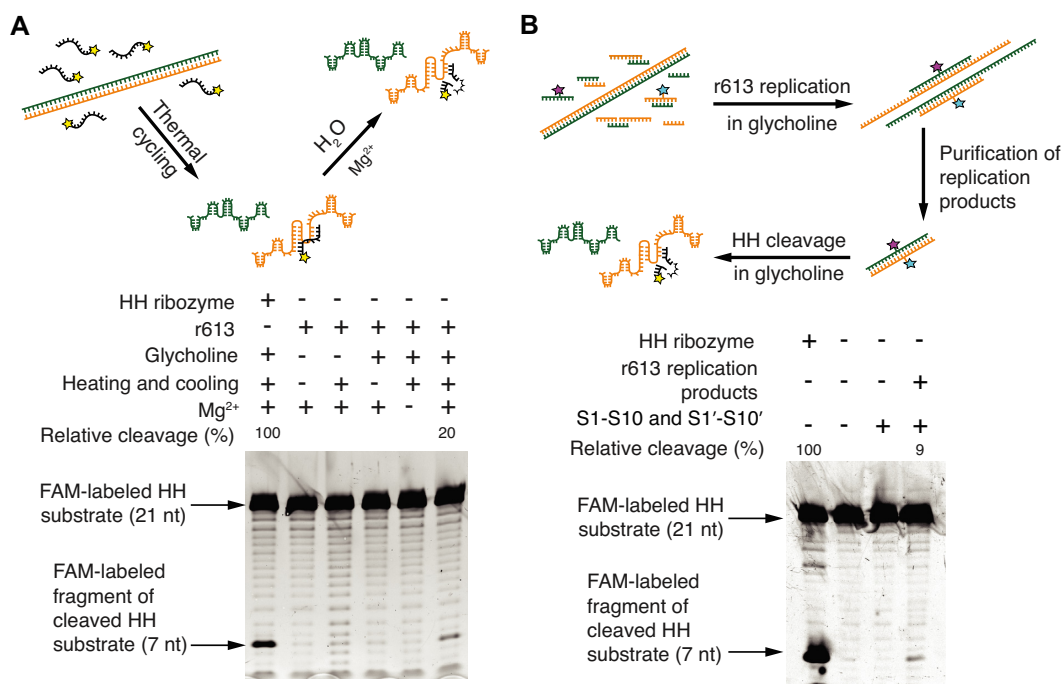 A
Thermal
cycling
H2O
Mg2+
HH ribozyme + - - - - -
r613 - + + + + +
Glycholine + - - + + +
Heating and cooling + - + - + +
Mg2+ + + + + - +
Relative cleavage (%) 100 20
FAM-labeled HH
substrate (21 nt)
FAM-labeled
fragment of
cleaved HH
substrate (7 nt)
B
r613 replication
in glycholine
Purification of
replication
products
HH cleavage
in glycholine
HH ribozyme + - - -
r613 replication
products - - - +
S1-S10 and S1'-S10' - - + +
Relative cleavage (%) 100 9
FAM-labeled HH
substrate (21 nt)
FAM-labeled
fragment of
cleaved HH
substrate (7 nt)